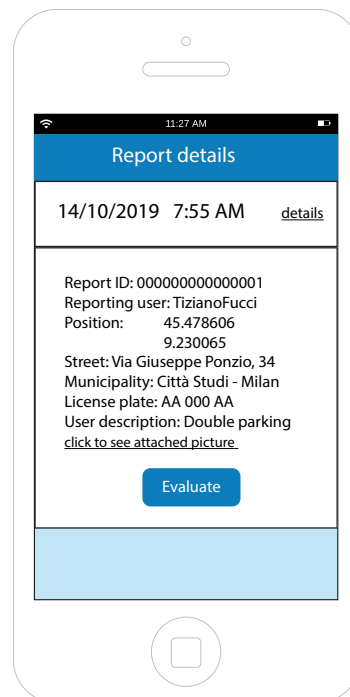 11:27 AM
Report details
14/10/2019 7:55 AM details
Report ID: 000000000000001
Reporting user: TizianoFucci
Position: 45.478606
9.230065
Street: Via Giuseppe Ponzio, 34
Municipality: Città Studi - Milan
License plate: AA 000 AA
User description: Double parking
click to see attached picture
Evaluate